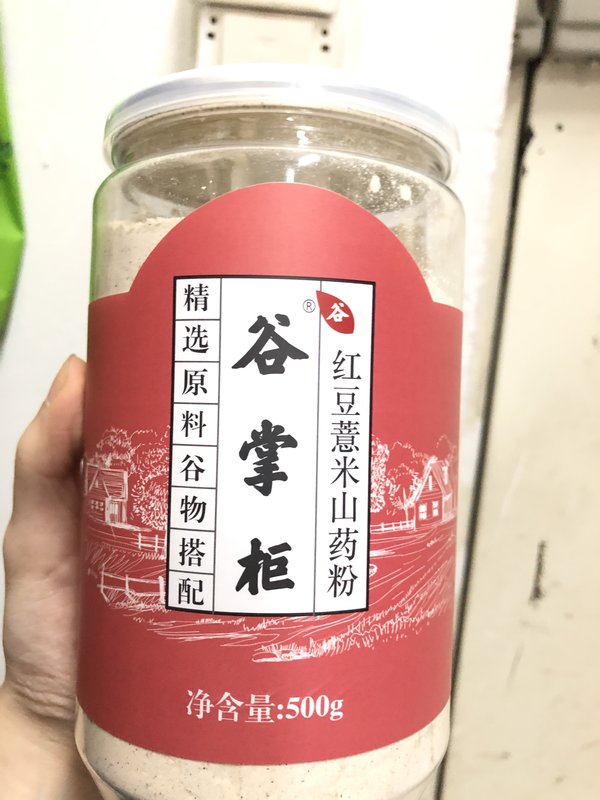 精选原料谷物搭配
谷掌柜
®
谷
红豆薏米山药粉
净含量:500g